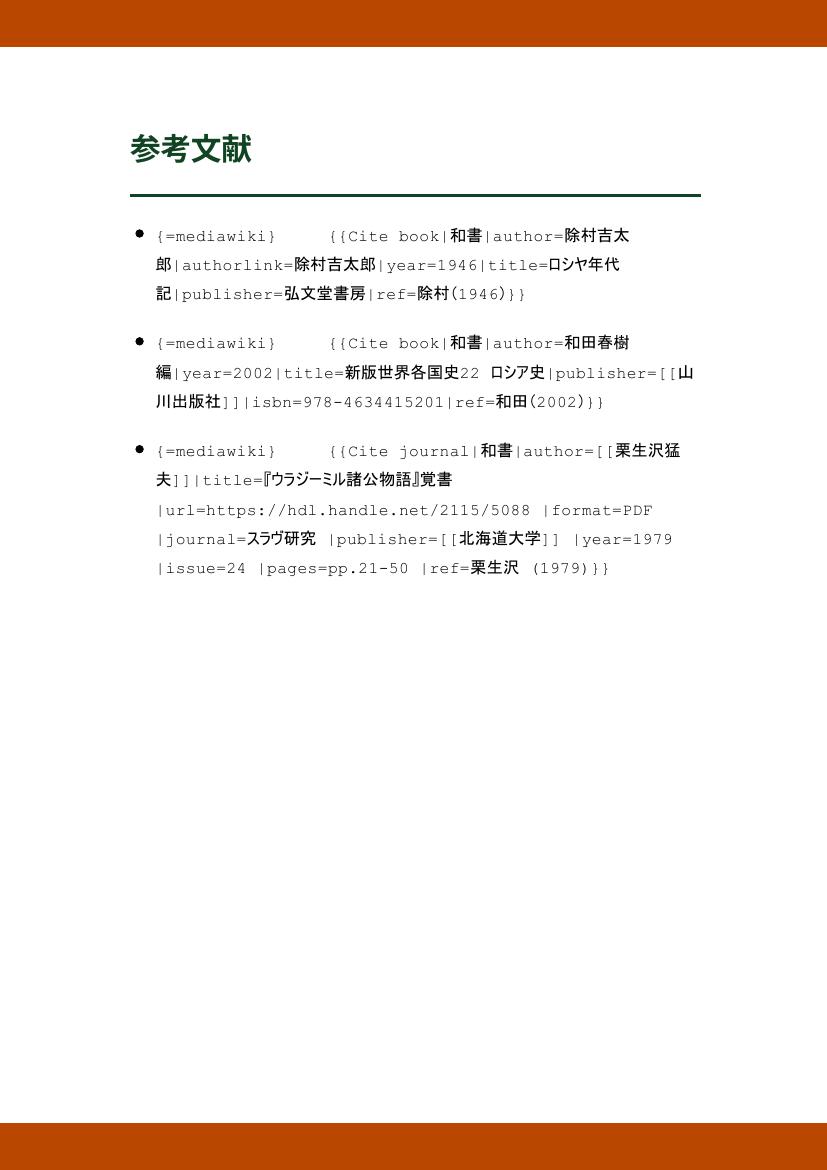 参考文献
{=mediawiki} {{Cite book|和書|author=除村吉太
郎|authorlink=除村吉太郎|year=1946|title=ロシヤ年代
記|publisher=弘文堂書房|ref=除村(1946)}}
{=mediawiki} {{Cite book|和書|author=和田春樹
編|year=2002|title=新版世界各国史22 ロシア史|publisher=[[山
川出版社]]|isbn=978-4634415201|ref=和田(2002)}}
{=mediawiki} {{Cite journal|和書|author=[[栗生沢猛
夫]]|title=『ウラジーミル諸公物語』覚書
|url=https://hdl.handle.net/2115/5088 |format=PDF
|journal=スラヴ研究 |publisher=[[北海道大学]] |year=1979
|issue=24 |pages=pp.21-50 |ref=栗生沢 (1979)}}